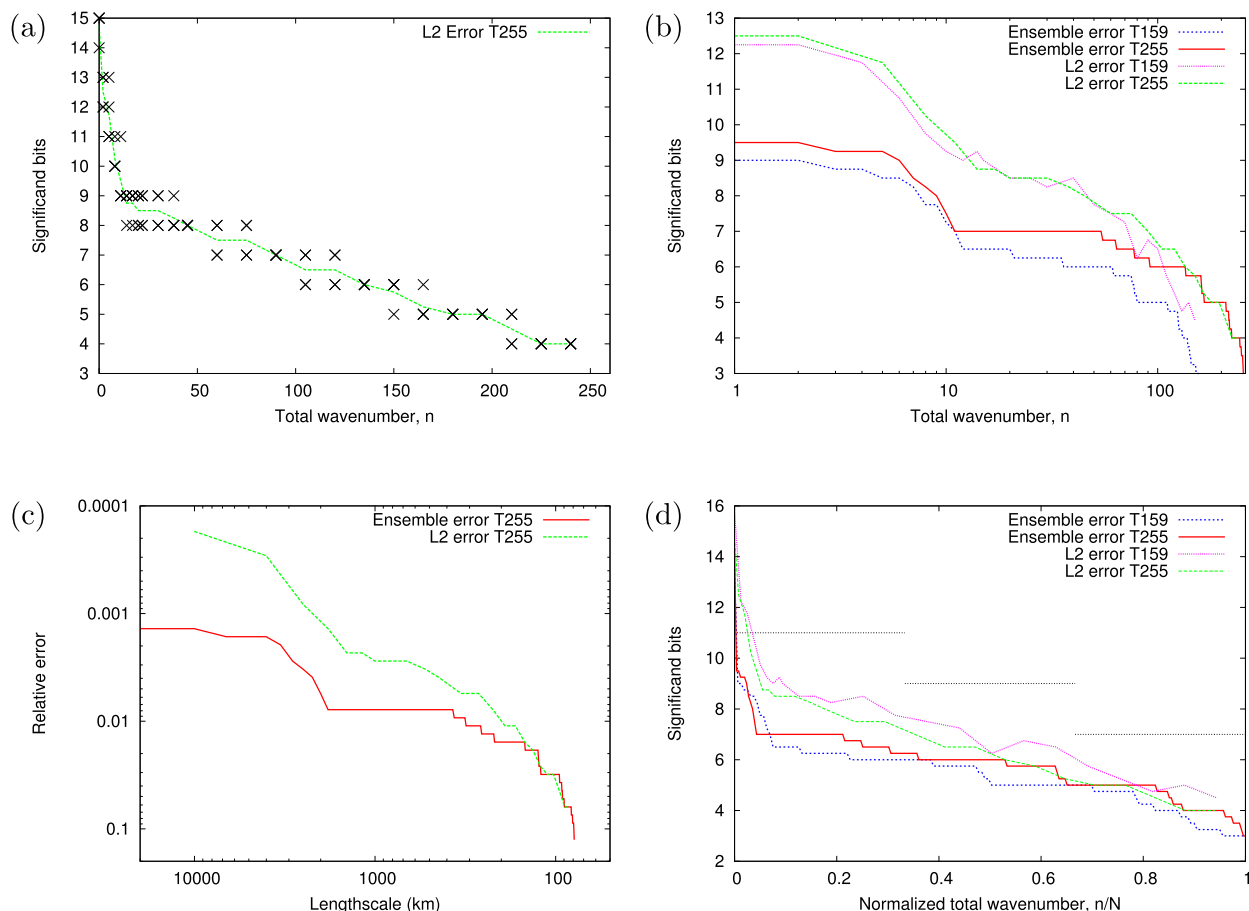 (a)
L2 Error T255
Significand bits
15
14
13
12
11
10
9
8
7
6
5
4
3
0 50 100 150 200 250
Total wavenumber, n
(b)
Ensemble error T159
Ensemble error T255
L2 error T159
L2 error T255
Significand bits
13
12
11
10
9
8
7
6
5
4
3
1 10 100
Total wavenumber, n
(c)
Ensemble error T255
L2 error T255
Relative error
0.0001
0.001
0.01
0.1
10000 1000 100
Lengthscale (km)
(d)
Ensemble error T159
Ensemble error T255
L2 error T159
L2 error T255
Significand bits
16
14
12
10
8
6
4
2
0 0.2 0.4 0.6 0.8 1
Normalized total wavenumber, n/N